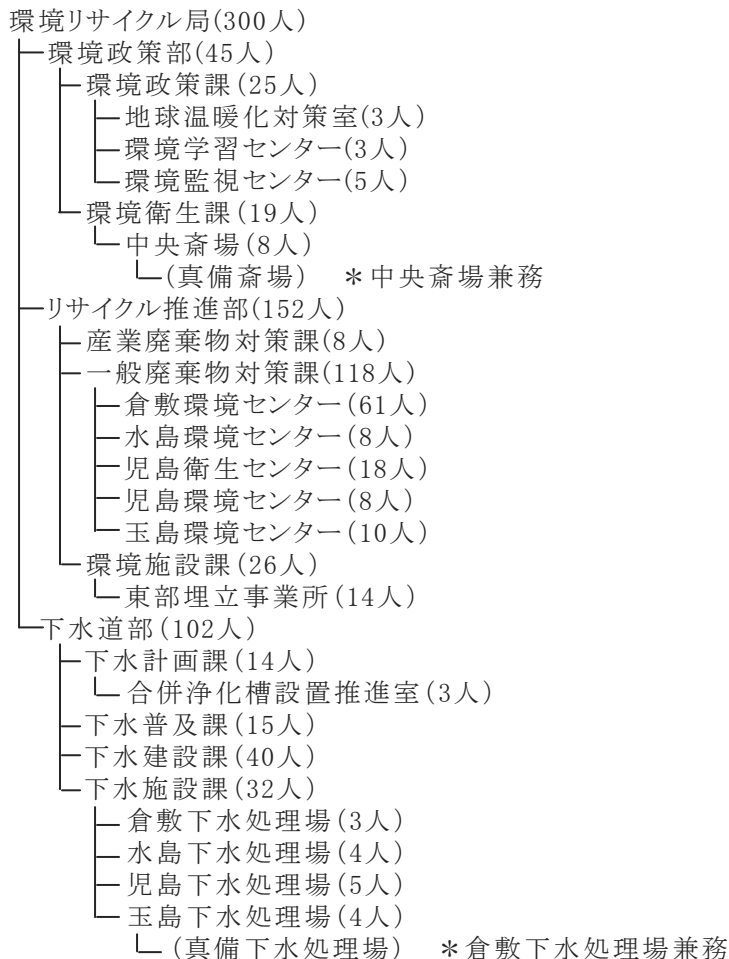 環境リサイクル局(300人)
環境政策部(45人)
環境政策課(25人)
地球温暖化対策室(3人)
環境学習センター(3人)
環境監視センター(5人)
環境衛生課(19人)
中央斎場(8人)
(真備斎場) *中央斎場兼務
リサイクル推進部(152人)
産業廃棄物対策課(8人)
一般廃棄物対策課(118人)
倉敷環境センター(61人)
水島環境センター(8人)
児島衛生センター(18人)
児島環境センター(8人)
玉島環境センター(10人)
環境施設課(26人)
東部埋立事業所(14人)
下水道部(102人)
下水計画課(14人)
合併浄化槽設置推進室(3人)
下水普及課(15人)
下水建設課(40人)
下水施設課(32人)
倉敷下水処理場(3人)
水島下水処理場(4人)
児島下水処理場(5人)
玉島下水処理場(4人)
(真備下水処理場) *倉敷下水処理場兼務